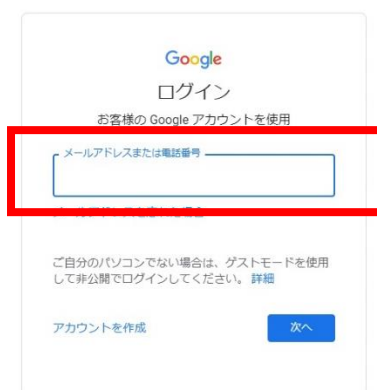 Google
ログイン
お客様の Google アカウントを使用
メールアドレスまたは電話番号
ご自分のパソコンでない場合は、ゲストモードを使用
して非公開でログインしてください。 詳細
アカウントを作成
次へ